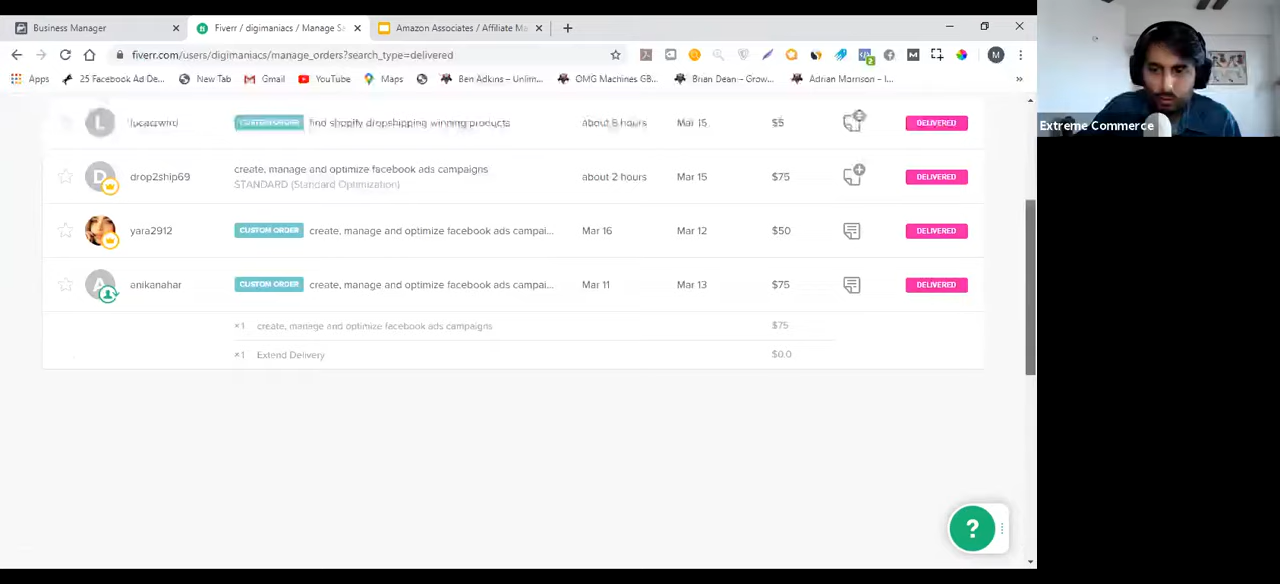 Business Manager
Fiverr / digimaniacs / Manage Sa
Amazon Associates / Affiliate Ma
fiverr.com/users/digimaniacs/manage_orders?search_type=delivered
M
Apps
25 Facebook Ad De...
New Tab
Gmail
YouTube
Maps
Ben Adkins – Unlim...
OMG Machines GB...
Brian Dean – Grow...
Adrian Morrison – I...
»
Extreme Commerce
L
CUSTOM ORDER
find shopify dropshipping winning products
Mar 15
$5
DELIVERED
D
drop2ship69
create, manage and optimize facebook ads campaigns
STANDARD (Standard Optimization)
about 2 hours
Mar 15
$75
DELIVERED
yara2912
CUSTOM ORDER
create, manage and optimize facebook ads campai...
Mar 16
Mar 12
$50
DELIVERED
A
anikanahar
CUSTOM ORDER
create, manage and optimize facebook ads campai...
Mar 11
Mar 13
$75
DELIVERED
×1 create, manage and optimize facebook ads campaigns
$75
×1 Extend Delivery
$0.0
?